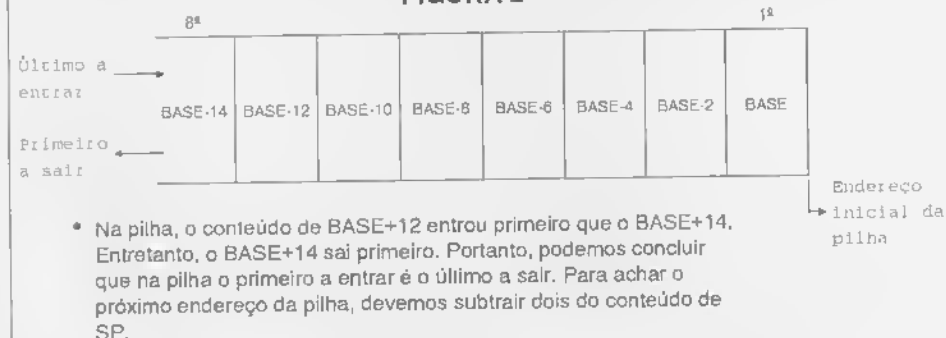 8ª 1ª
Último a
entrar
BASE-14 BASE-12 BASE-10 BASE-8 BASE-6 BASE-4 BASE-2 BASE
Primeiro
a sair
Endereço
inicial da
pilha
• Na pilha, o conteúdo de BASE+12 entrou primeiro que o BASE+14.
Entretanto, o BASE+14 sai primeiro. Portanto, podemos concluir
que na pilha o primeiro a entrar é o último a sair. Para achar o
próximo endereço da pilha, devemos subtrair dois do conteúdo de
SP.